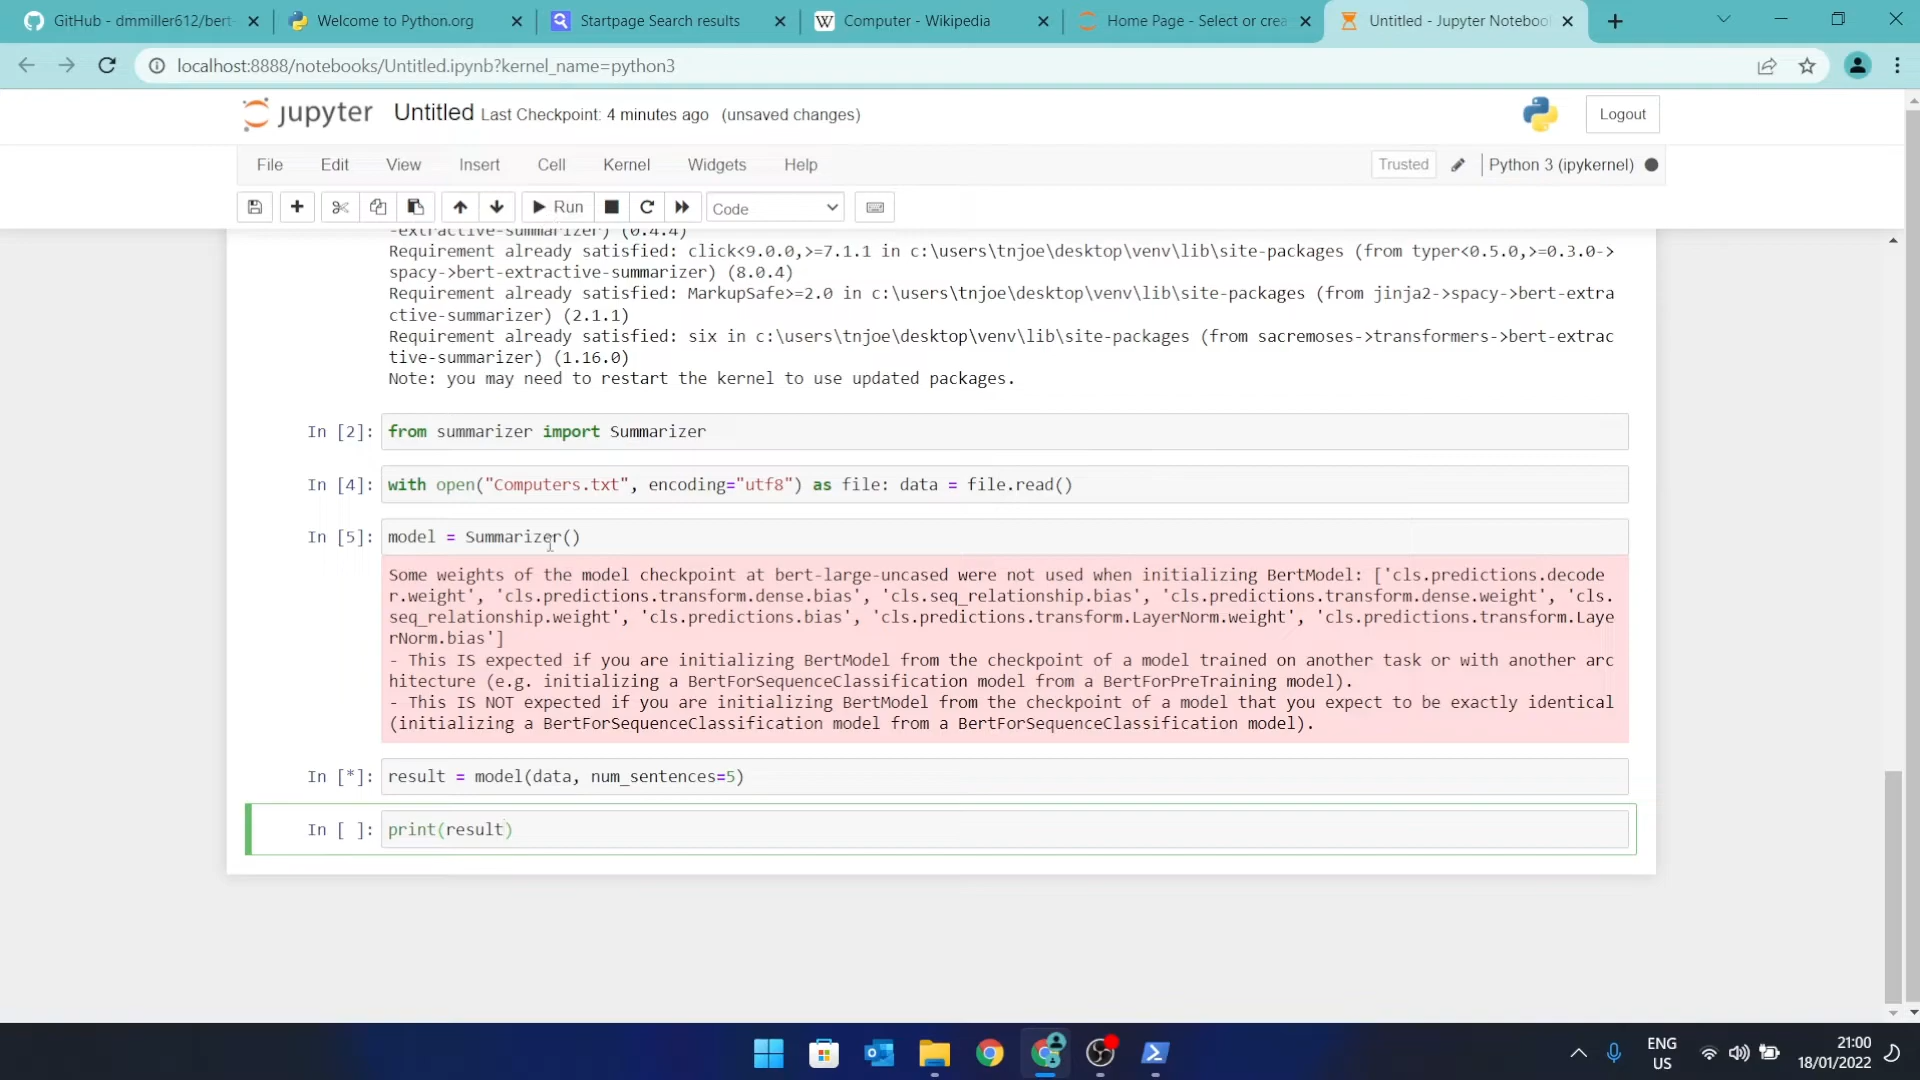 GitHub - dmmiller612/bert-
Welcome to Python.org
Startpage Search results
W Computer - Wikipedia
Home Page - Select or crea
Untitled - Jupyter Noteboo
localhost:8888/notebooks/Untitled.ipynb?kernel_name=python3
jupyter Untitled Last Checkpoint: 4 minutes ago (unsaved changes)
Logout
File Edit View Insert Cell Kernel Widgets Help
Trusted Python 3 (ipykernel)
Run Code
-extractive-summarizer) (0.4.4)
Requirement already satisfied: click<9.0.0,>=7.1.1 in c:\users\tnjoe\desktop\venv\lib\site-packages (from typer<0.5.0,>=0.3.0->
spacy->bert-extractive-summarizer) (8.0.4)
Requirement already satisfied: MarkupSafe>=2.0 in c:\users\tnjoe\desktop\venv\lib\site-packages (from jinja2->spacy->bert-extra
ctive-summarizer) (2.1.1)
Requirement already satisfied: six in c:\users\tnjoe\desktop\venv\lib\site-packages (from sacremoses->transformers->bert-extrac
tive-summarizer) (1.16.0)
Note: you may need to restart the kernel to use updated packages.
In [2]: from summarizer import Summarizer
In [4]: with open("Computers.txt", encoding="utf8") as file: data = file.read()
In [5]: model = Summarizer()
Some weights of the model checkpoint at bert-large-uncased were not used when initializing BertModel: ['cls.predictions.decode
r.weight', 'cls.predictions.transform.dense.bias', 'cls.seq_relationship.bias', 'cls.predictions.transform.dense.weight', 'cls.
seq_relationship.weight', 'cls.predictions.bias', 'cls.predictions.transform.LayerNorm.weight', 'cls.predictions.transform.Laye
rNorm.bias']
- This IS expected if you are initializing BertModel from the checkpoint of a model trained on another task or with another arc
hitecture (e.g. initializing a BertForSequenceClassification model from a BertForPreTraining model).
- This IS NOT expected if you are initializing BertModel from the checkpoint of a model that you expect to be exactly identical
(initializing a BertForSequenceClassification model from a BertForSequenceClassification model).
In [*]: result = model(data, num_sentences=5)
In [ ]: print(result)
ENG
US
21:00
18/01/2022